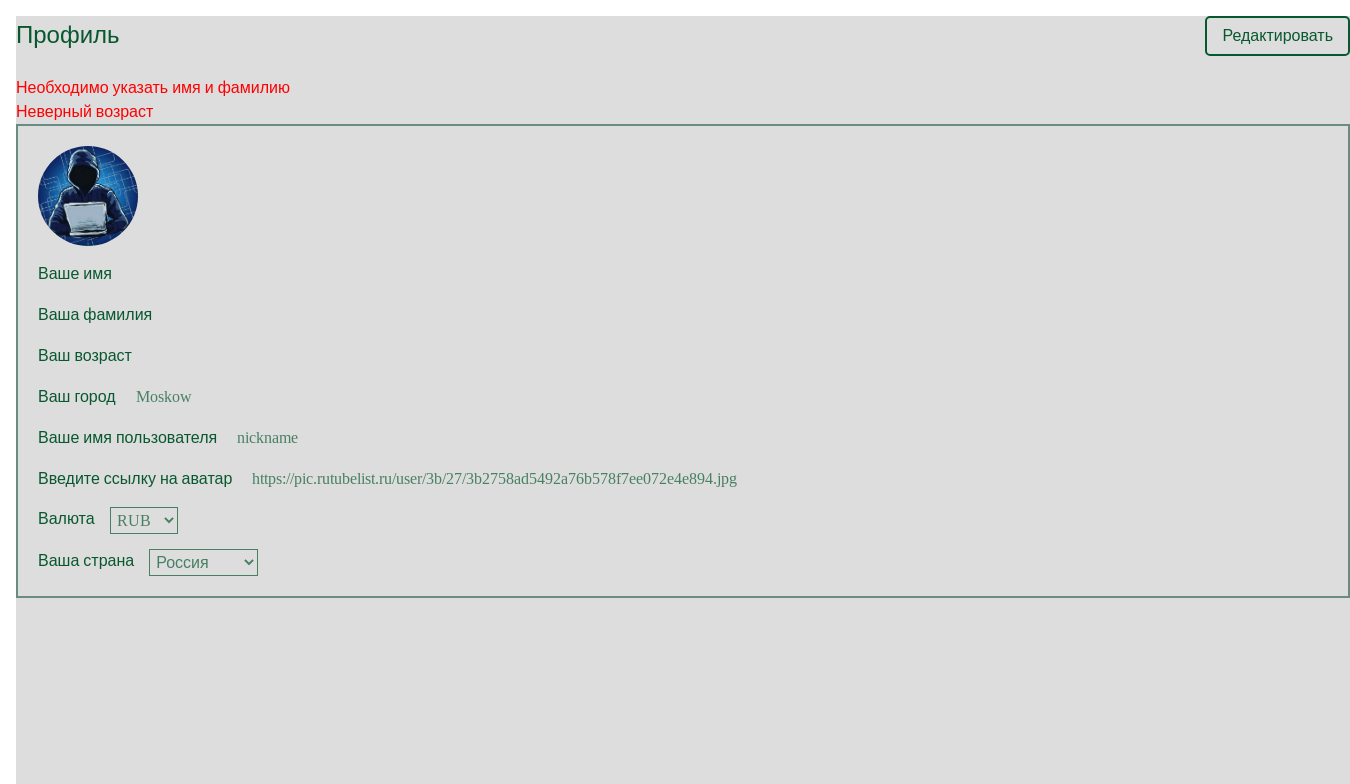 Профиль
Редактировать
Необходимо указать имя и фамилию
Неверный возраст
Ваше имя
Ваша фамилия
Ваш возраст
Ваш город Moskow
Ваше имя пользователя nickname
Введите ссылку на аватар https://pic.rutubelist.ru/user/3b/27/3b2758ad5492a76b578f7ee072e4e894.jpg
Валюта RUB
Ваша страна Россия